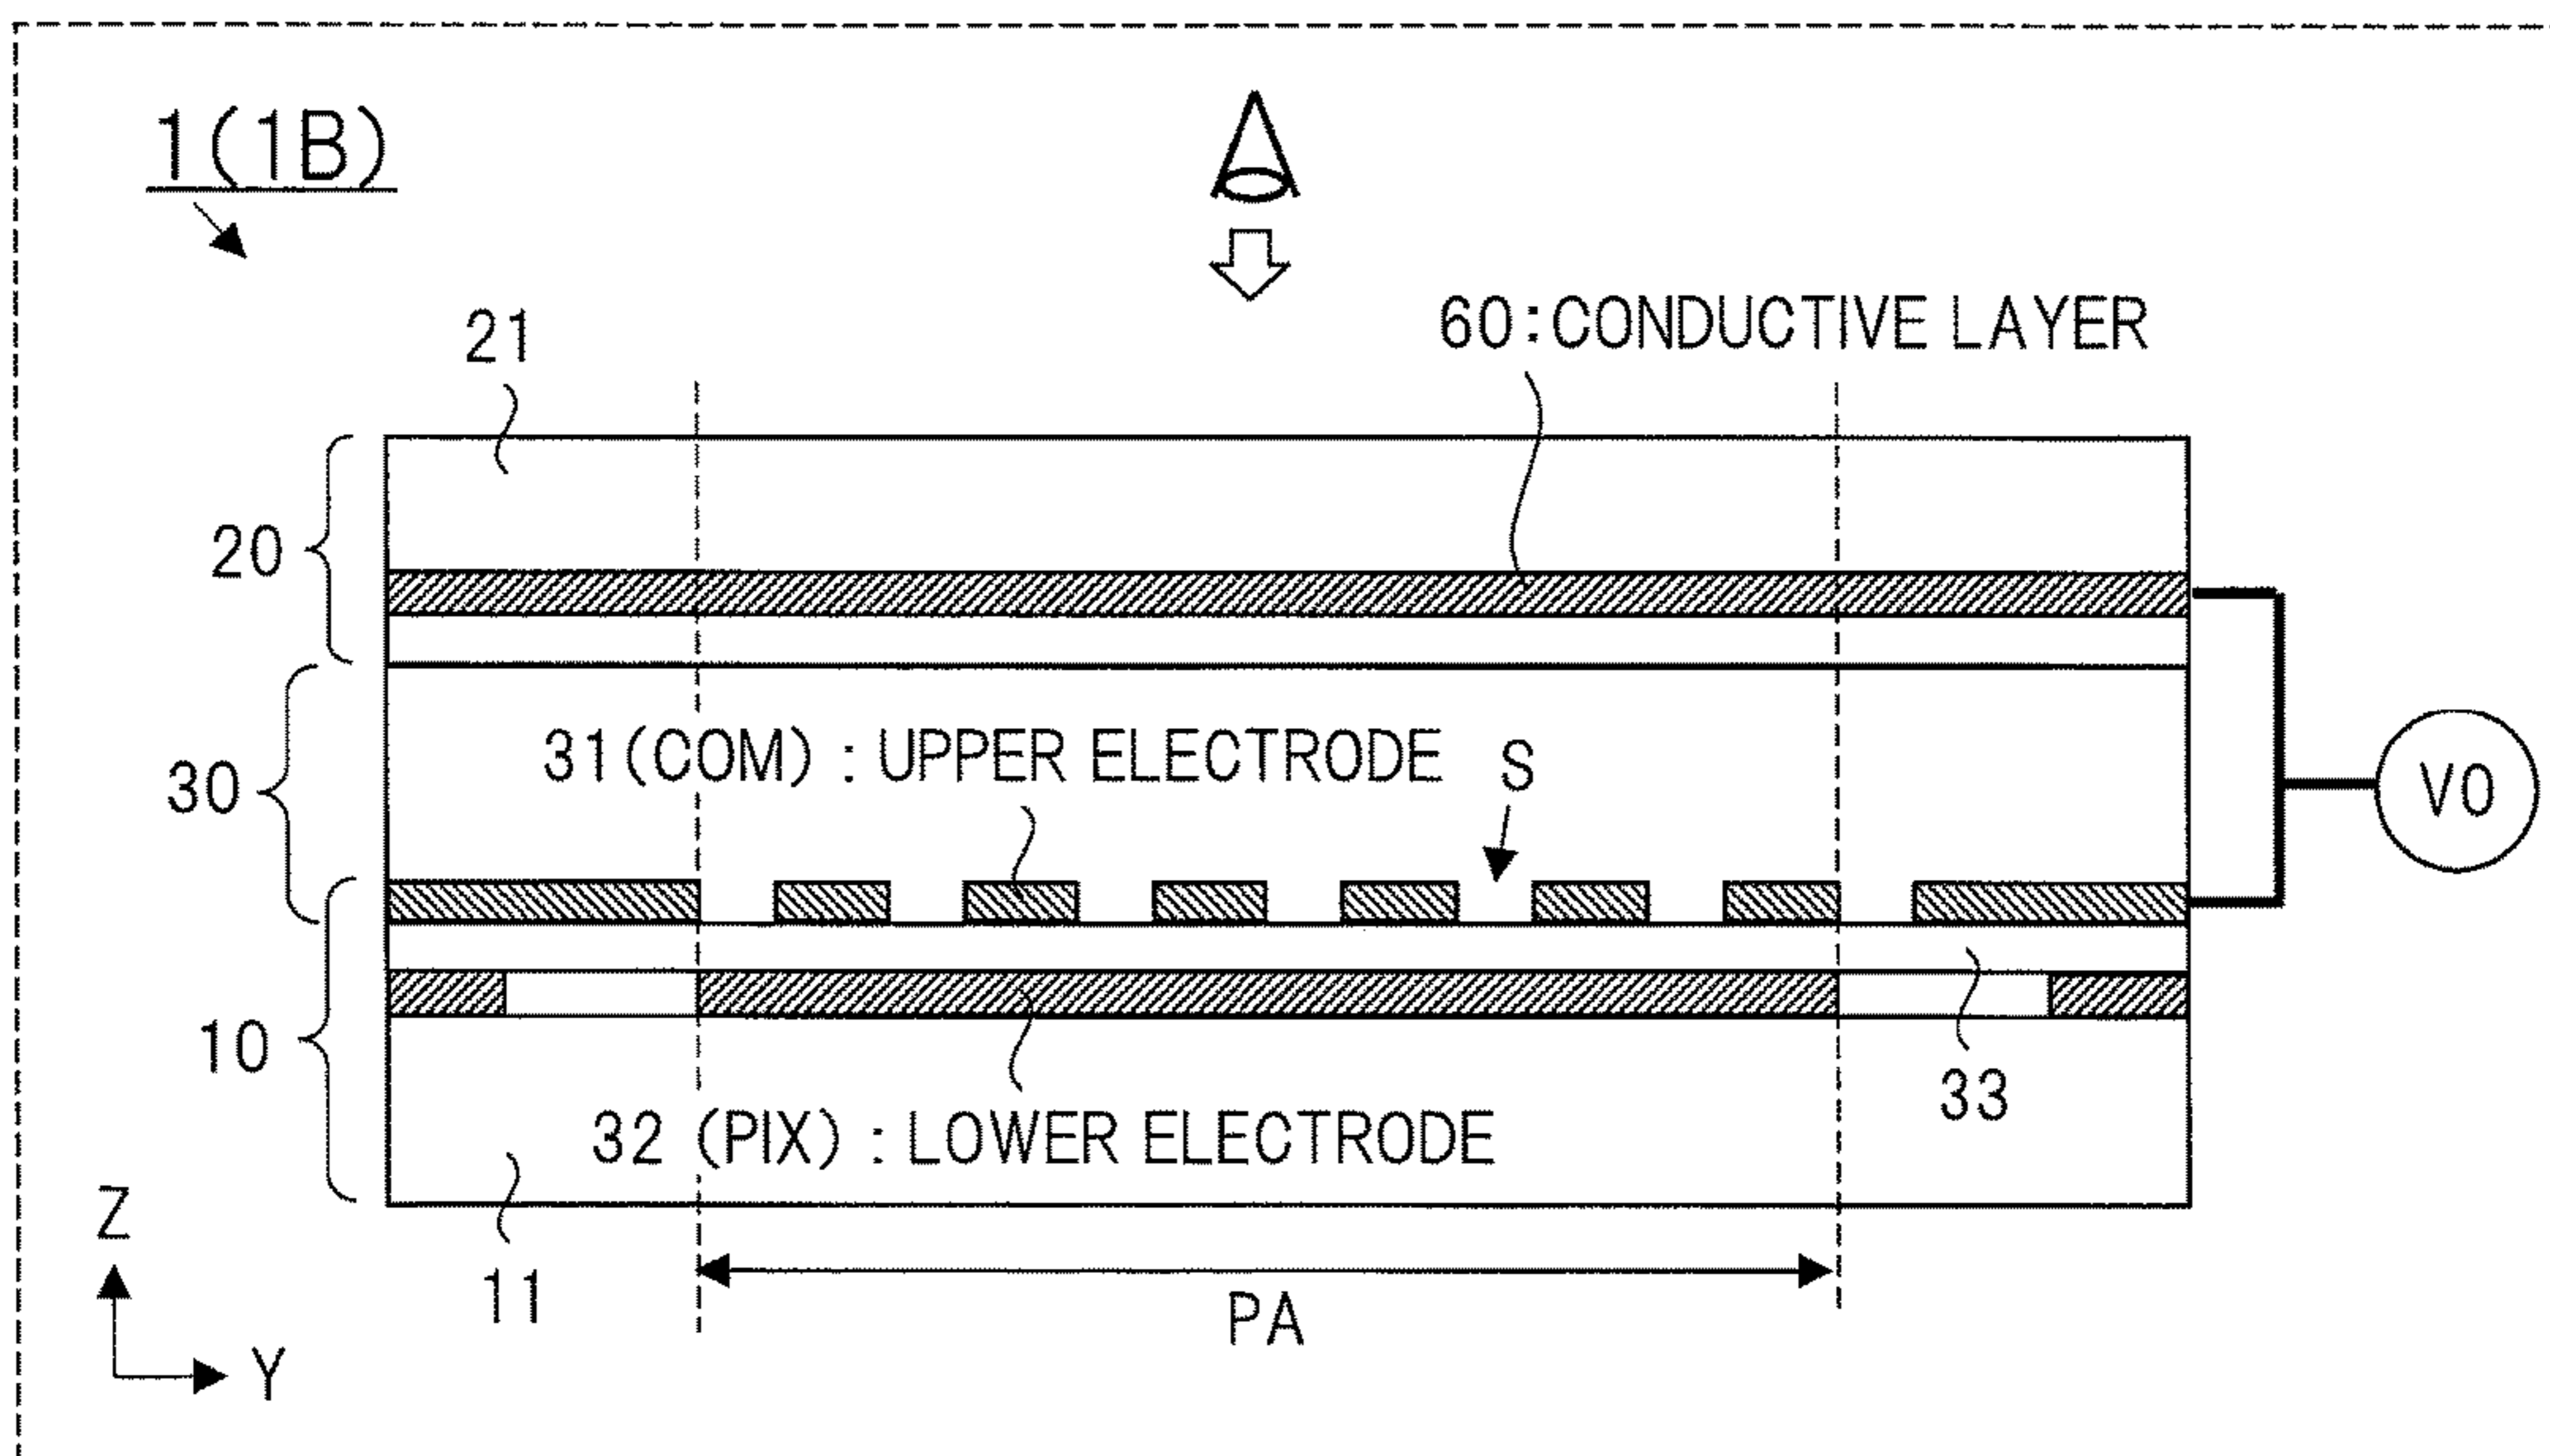 1(1B)
60:CONDUCTIVE LAYER
21
20
31(COM) : UPPER ELECTRODE
S
30
V0
10
33
32 (PIX) : LOWER ELECTRODE
Z
11
PA
Y